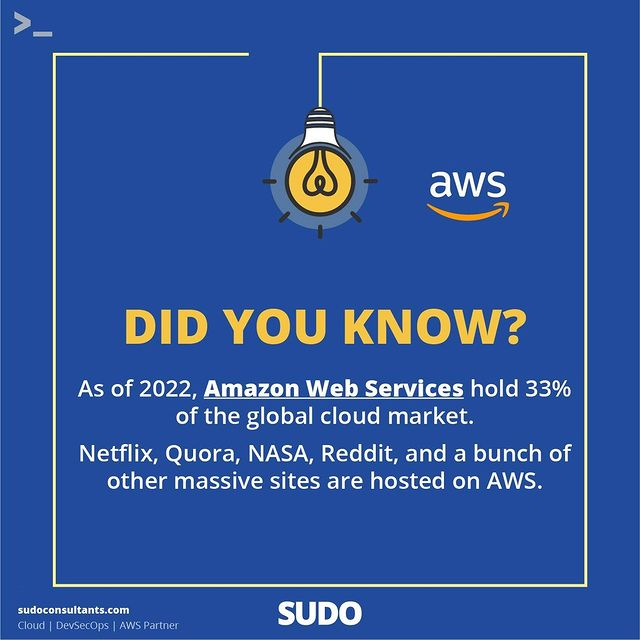 >_
aws
DID YOU KNOW?
As of 2022, Amazon Web Services hold 33%
of the global cloud market.
Netflix, Quora, NASA, Reddit, and a bunch of
other massive sites are hosted on AWS.
sudoconsultants.com
Cloud | DevSecOps | AWS Partner
SUDO